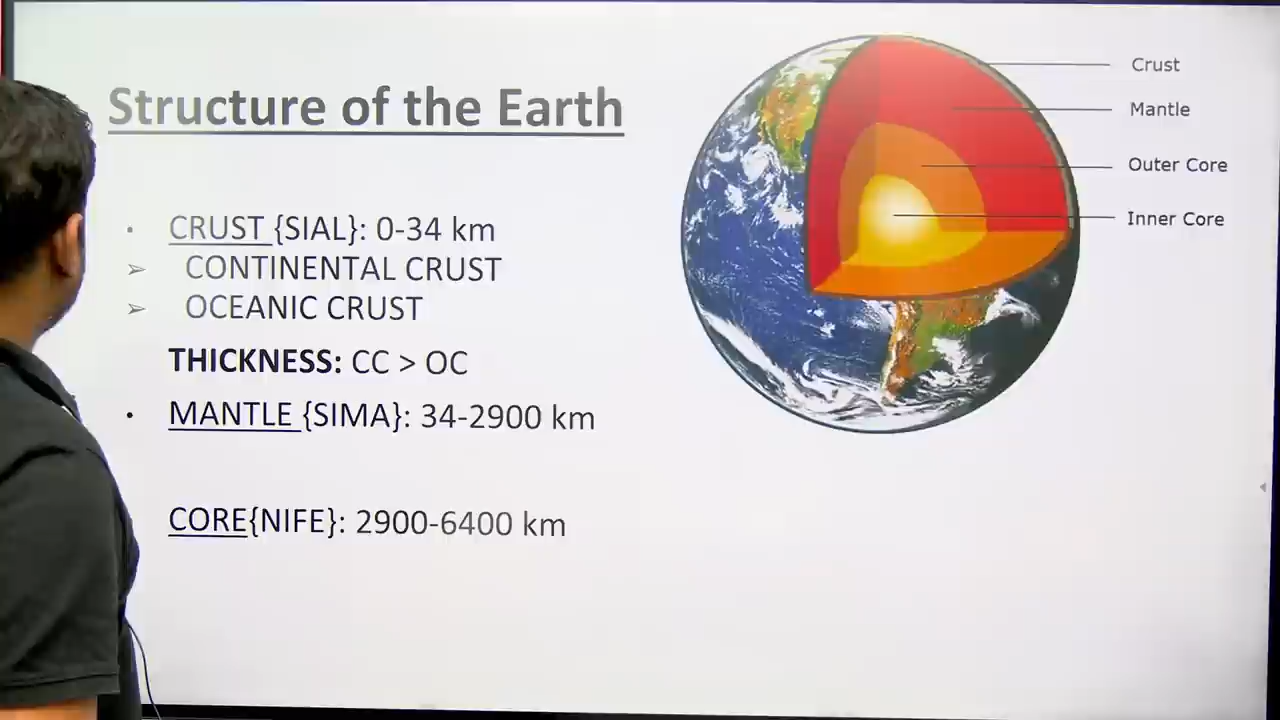 Structure of the Earth
• CRUST {SIAL}: 0-34 km
➢ CONTINENTAL CRUST
➢ OCEANIC CRUST
THICKNESS: CC > OC
• MANTLE {SIMA}: 34-2900 km
CORE{NIFE}: 2900-6400 km
Crust
Mantle
Outer Core
Inner Core